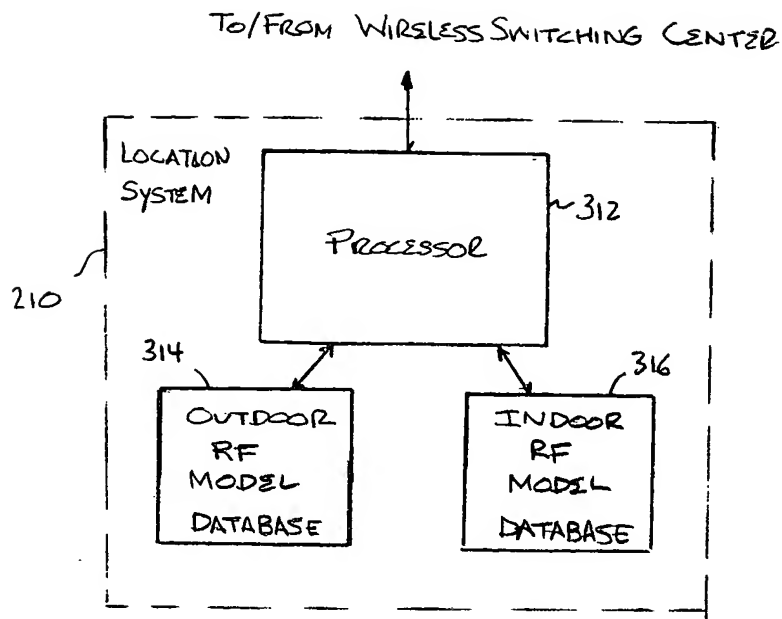 To/From Wireless Switching Center
Location
System
Processor
312
210
314
316
Outdoor
RF
Model
Database
Indoor
RF
Model
Database